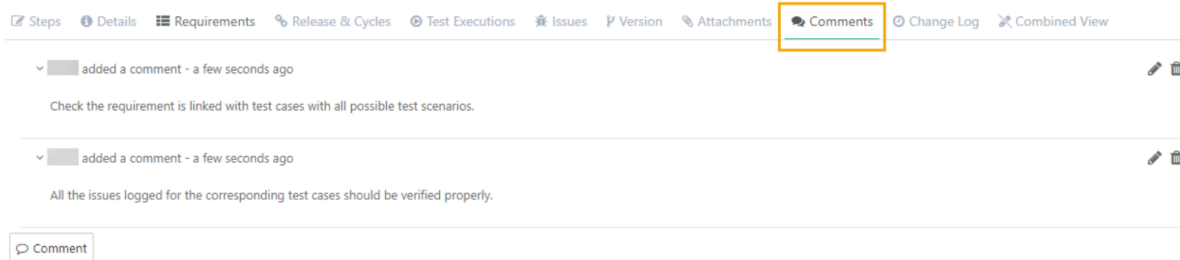 Steps Details Requirements Release & Cycles Test Executions Issues Version Attachments Comments Change Log Combined View
added a comment - a few seconds ago
Check the requirement is linked with test cases with all possible test scenarios.
added a comment - a few seconds ago
All the issues logged for the corresponding test cases should be verified properly.
Comment